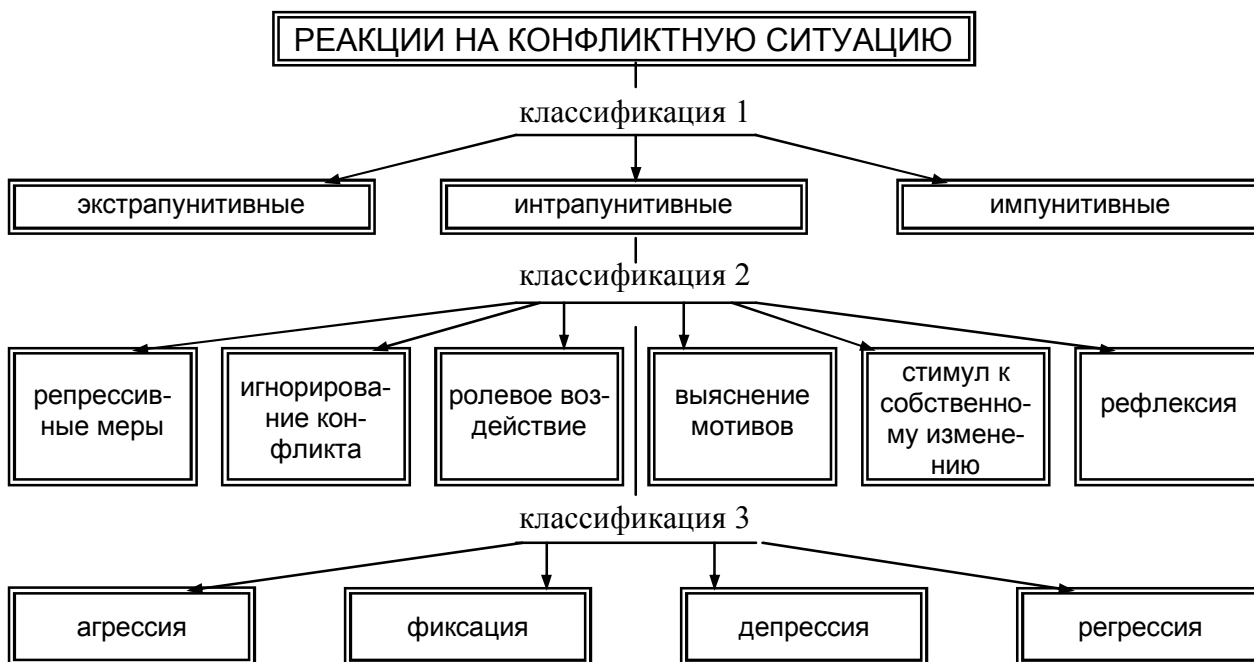 РЕАКЦИИ НА КОНФЛИКТНУЮ СИТУАЦИЮ
классификация 1
экстрапунитивные
интрапунитивные
импунитивные
классификация 2
репрессив-
ные меры
игнорирова-
ние кон-
фликта
ролевое воз-
действие
выяснение
мотивов
стимул к
собственно-
му измене-
нию
рефлексия
классификация 3
агрессия
фиксация
депрессия
регрессия